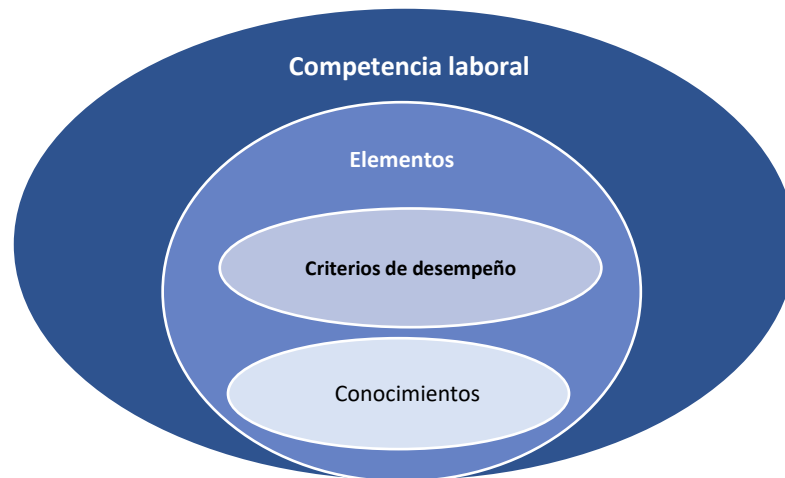 Competencia laboral
Elementos
Criterios de desempeño
Conocimientos